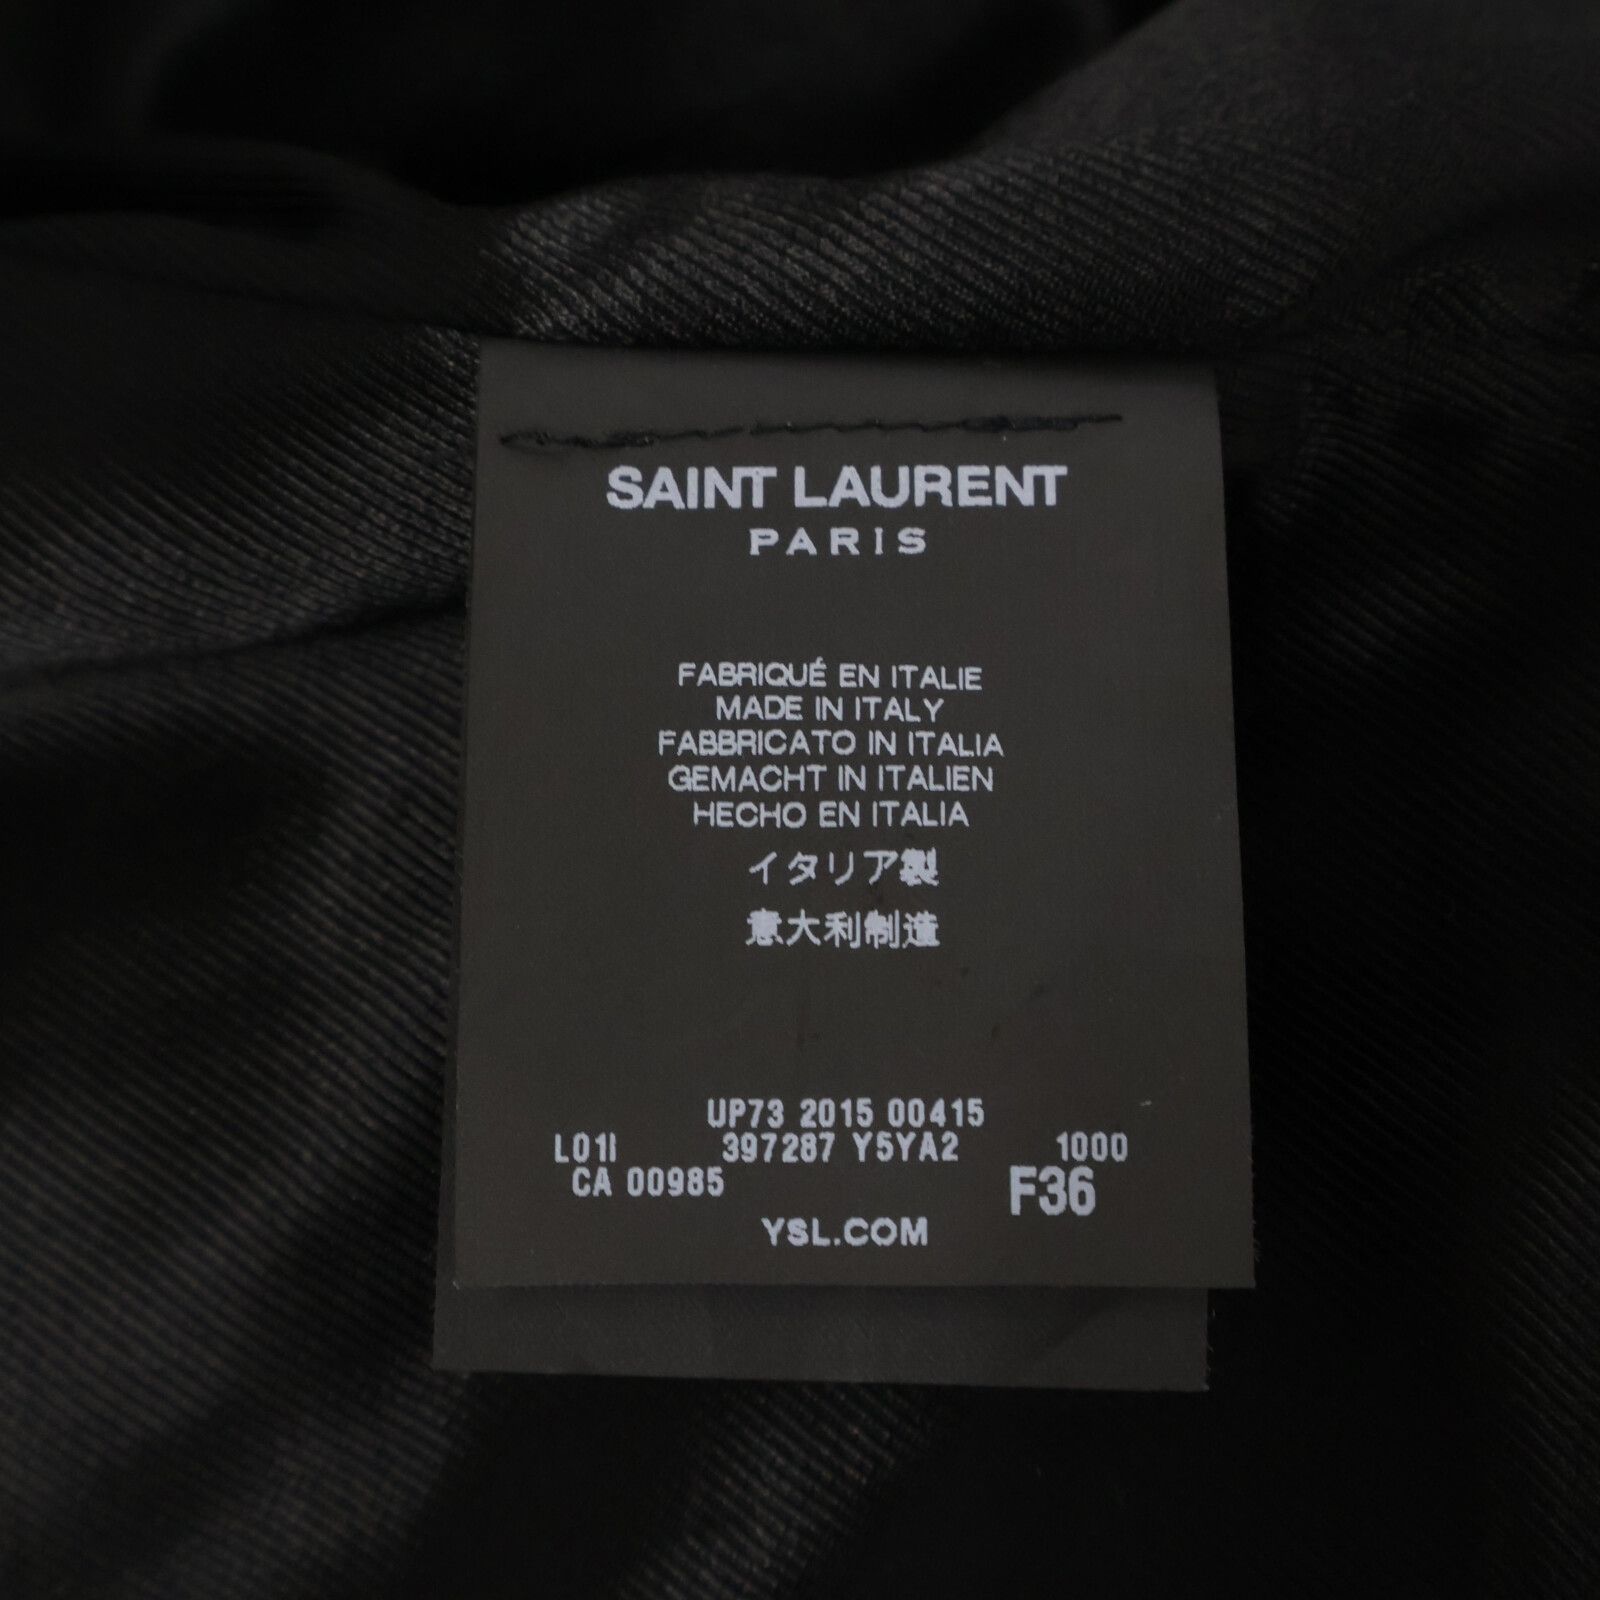 SAINT LAURENT
PARIS
FABRIQUÉ EN ITALIE
MADE IN ITALY
FABBRICATO IN ITALIA
GEMACHT IN ITALIEN
HECHO EN ITALIA
イタリア製
意大利制造
UP73 2015 00415
L01I 397287 Y5YA2 1000
CA 00985 F36
YSL.COM